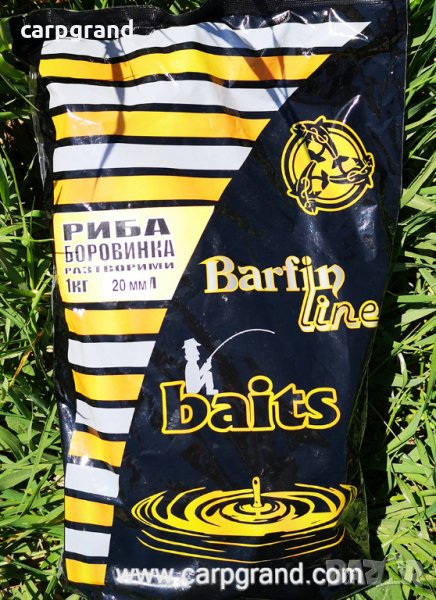 carpgrand
РИБА
БОРОВИНКА
РАЗТВОРИМИ
1КГ 20 мм Л
Barfin
line
baits
www.carpgrand.com